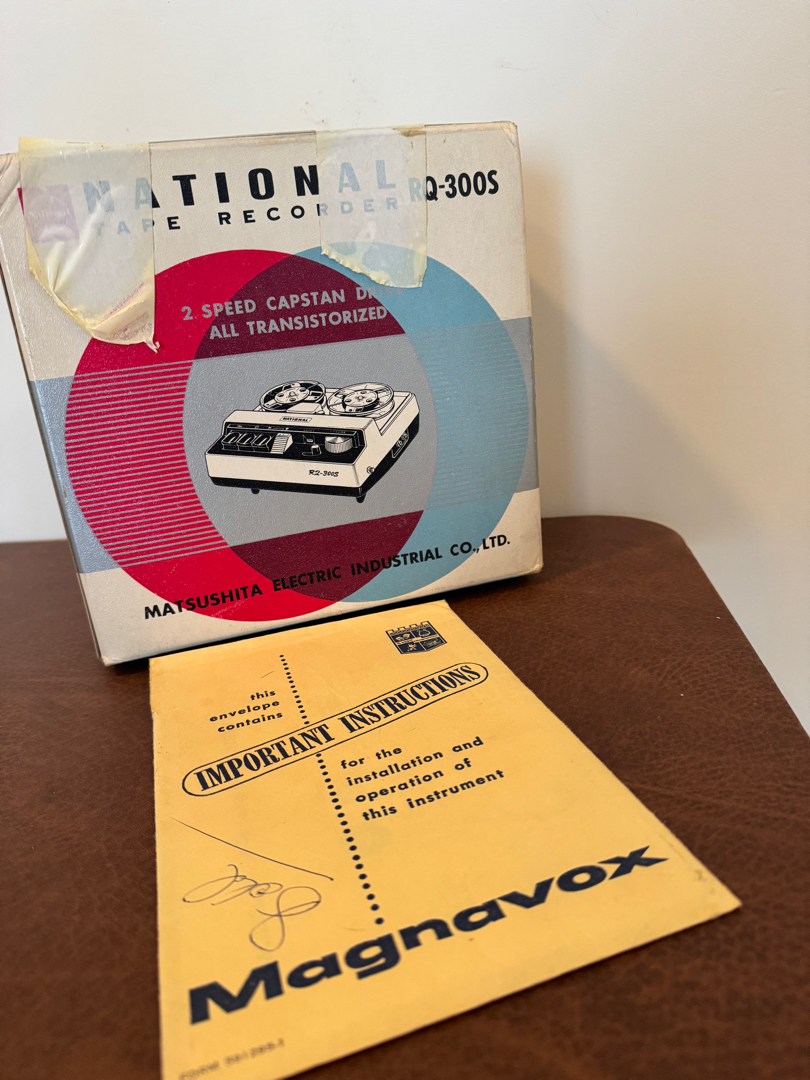 NATIONAL RQ-300S
TAPE RECORDER
2 SPEED CAPSTAN
ALL TRANSISTORIZED
NATIONAL
RQ-300S
MATSUSHITA ELECTRIC INDUSTRIAL CO., LTD.
this
envelope
contains
IMPORTANT INSTRUCTIONS
for the
installation and
operation of
this instrument
Magnavox
FORM